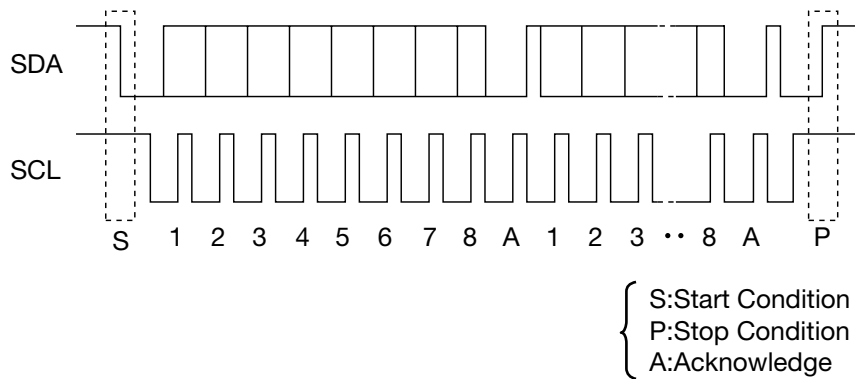 SDA
SCL
S 1 2 3 4 5 6 7 8 A 1 2 3 ·· 8 A P
S:Start Condition
P:Stop Condition
A:Acknowledge